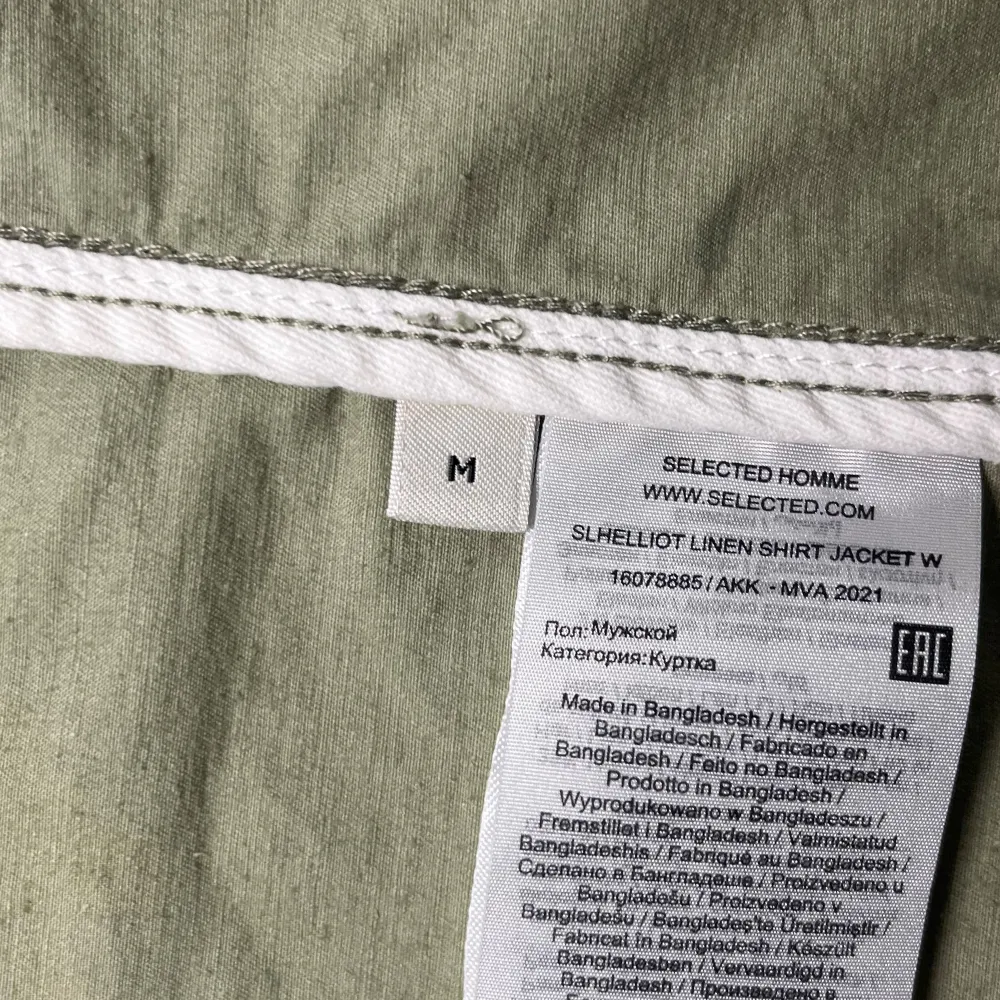 M
SELECTED HOMME
WWW.SELECTED.COM
SLHELLIOT LINEN SHIRT JACKET W
16078885 / AKK - MVA 2021
Пол: Мужской
Категория: Куртка
EAC
Made in Bangladesh / Hergestellt in
Bangladesch / Fabricado en
Bangladesh / Feito no Bangladesh /
Prodotto in Bangladesh /
Wyprodukowano w Bangladeszu /
Fremstillet i Bangladesh / Valmistatud
Bangladeshis / Fabriqué au Bangladesh /
Сделано в Бангладеше / Proizvedeno u
Bangladešu / Proizvedeno v
Bangladešu / Bangladeş'te Üretilmiştir /
Fabricat în Bangladesh / Készült
Bangladesben / Vervaardigd in
Bangladesh / Произведено в